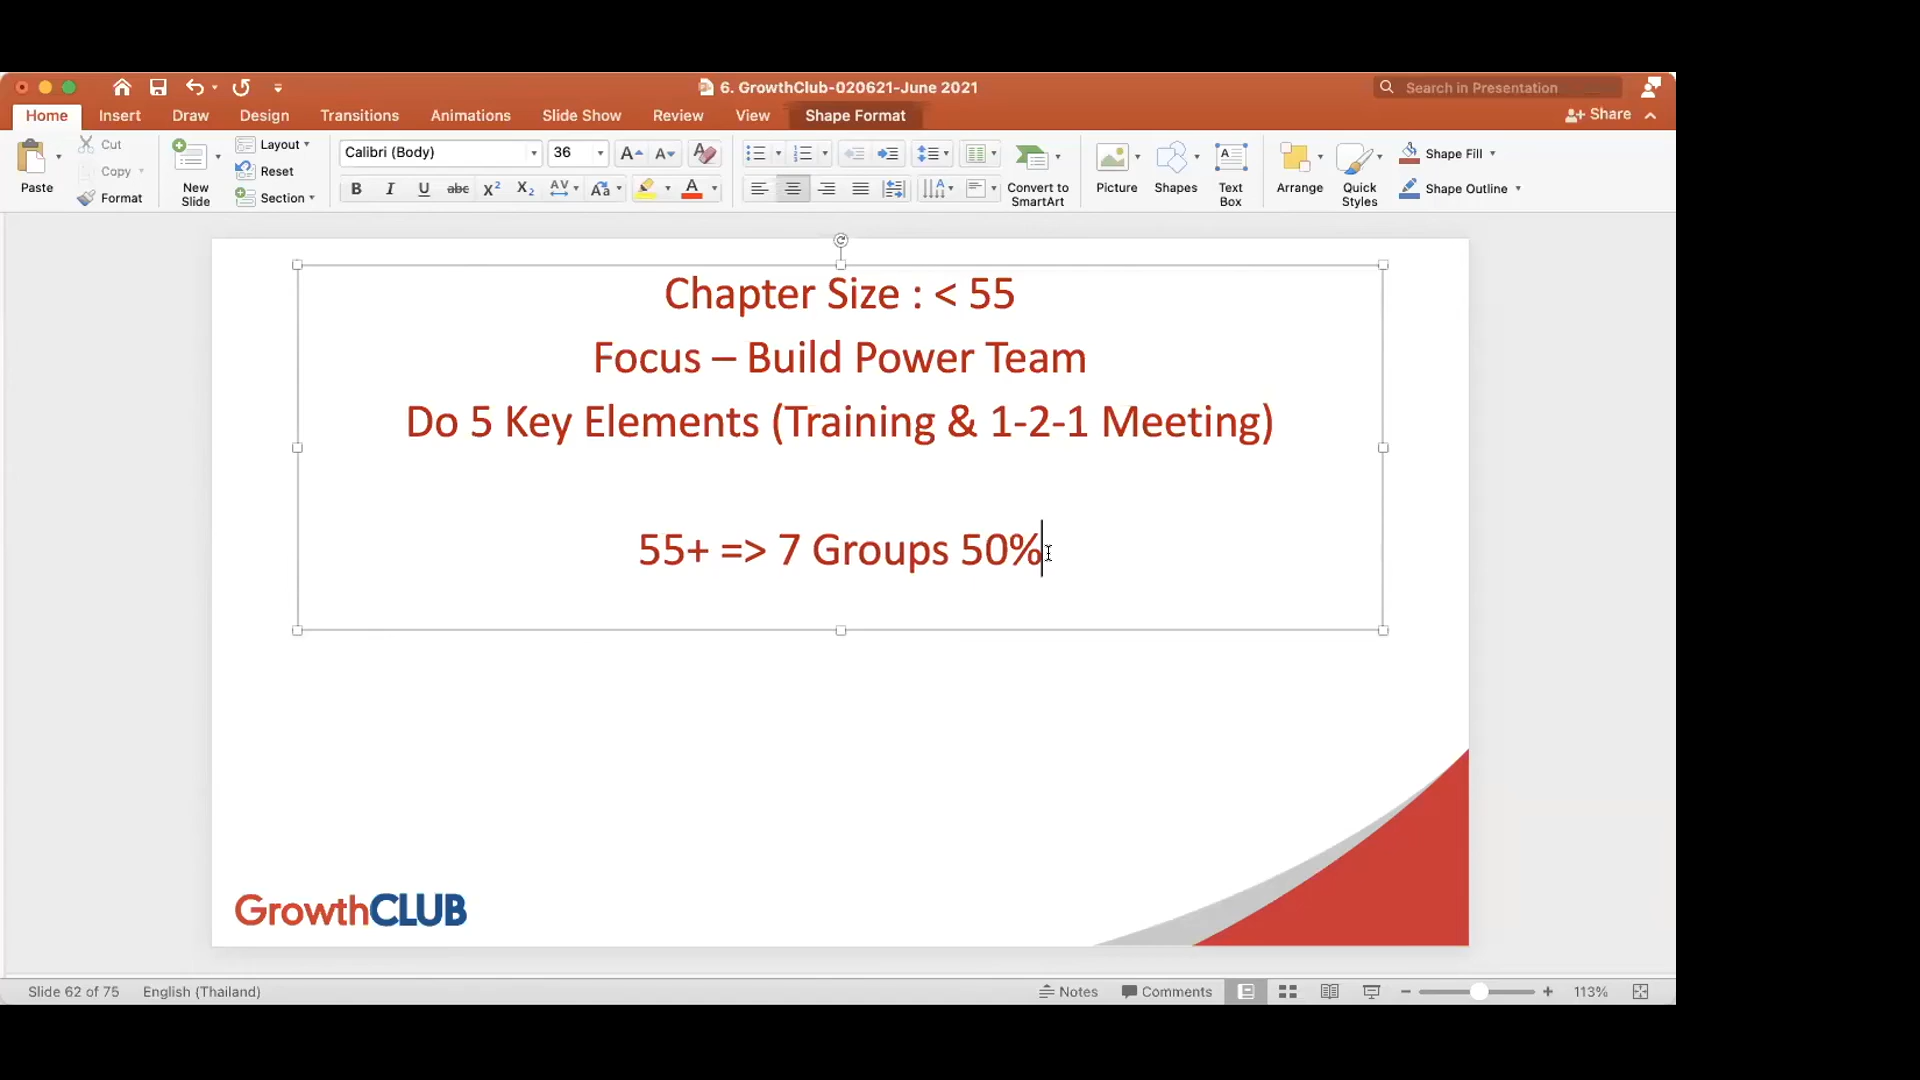 6. GrowthClub-020621-June 2021
Search in Presentation
Home Insert Draw Design Transitions Animations Slide Show Review View Shape Format
Share
Paste
Cut
Copy
Format
New Slide
Layout
Reset
Section
Calibri (Body) 36
Convert to SmartArt
Picture
Shapes
Text Box
Arrange
Quick Styles
Shape Fill
Shape Outline
Chapter Size : < 55
Focus – Build Power Team
Do 5 Key Elements (Training & 1-2-1 Meeting)
55+ => 7 Groups 50%
GrowthCLUB
Slide 62 of 75 English (Thailand) Notes Comments 113%